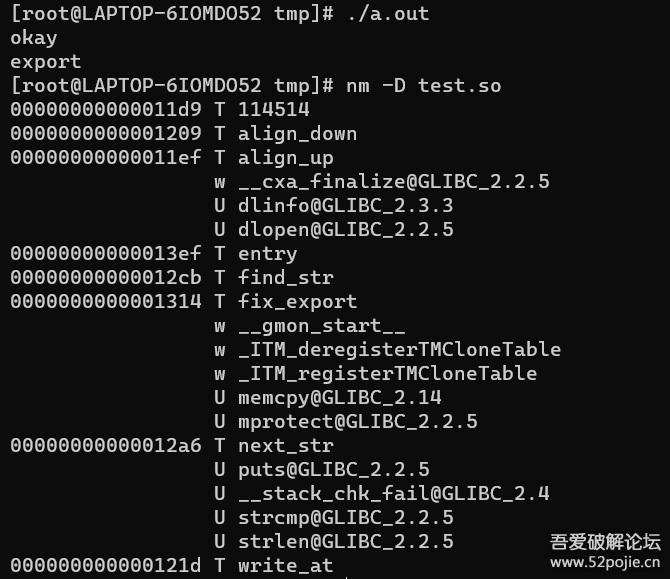 [root@LAPTOP-6IOMDO52 tmp]# ./a.out
okay
export
[root@LAPTOP-6IOMDO52 tmp]# nm -D test.so
00000000000011d9 T 114514
0000000000001209 T align_down
00000000000011ef T align_up
                 w __cxa_finalize@GLIBC_2.2.5
                 U dlinfo@GLIBC_2.3.3
                 U dlopen@GLIBC_2.2.5
00000000000013ef T entry
00000000000012cb T find_str
0000000000001314 T fix_export
                 w __gmon_start__
                 w _ITM_deregisterTMCloneTable
                 w _ITM_registerTMCloneTable
                 U memcpy@GLIBC_2.14
                 U mprotect@GLIBC_2.2.5
00000000000012a6 T next_str
                 U puts@GLIBC_2.2.5
                 U __stack_chk_fail@GLIBC_2.4
                 U strcmp@GLIBC_2.2.5
                 U strlen@GLIBC_2.2.5
000000000000121d T write_at
吾爱破解论坛
www.52pojie.cn